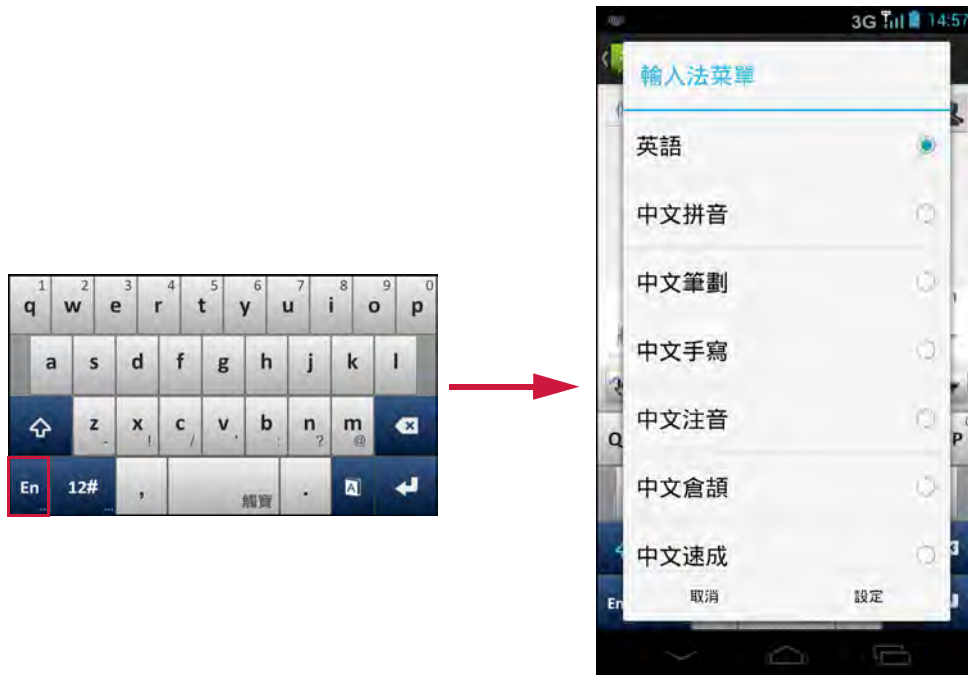 1 2 3 4 5 6 7 8 9 0
q w e r t y u i o p
a s d f g h j k l
z x c v b n m
- ! / ' : ? @
En 12# , 觸寶 . A
... ...
3G 14:57
輸入法菜單
英語
中文拼音
中文筆劃
中文手寫
中文注音
中文倉頡
中文速成
取消 設定
Q P
En